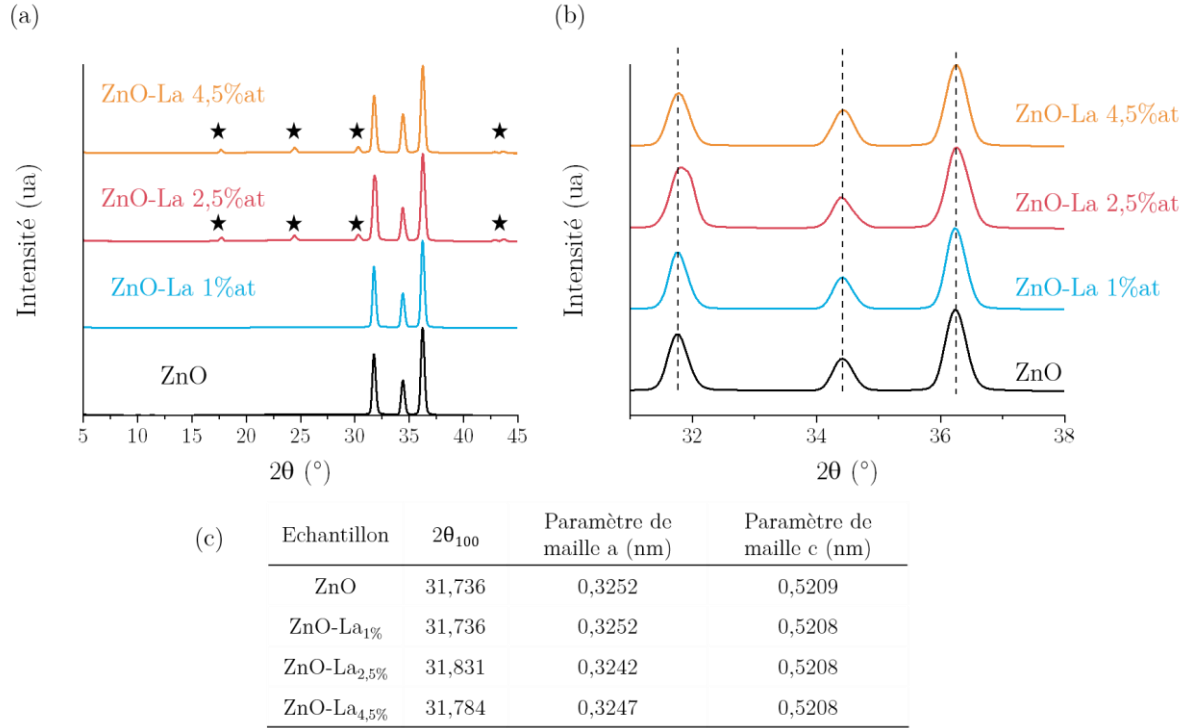 (a)
ZnO-La 4,5%at
★ ★ ★ ★
ZnO-La 2,5%at
★ ★ ★ ★
ZnO-La 1%at
ZnO
Intensité (ua)
5 10 15 20 25 30 35 40 45
2θ (°)
(b)
ZnO-La 4,5%at
ZnO-La 2,5%at
ZnO-La 1%at
ZnO
Intensité (ua)
32 34 36 38
2θ (°)
(c)
Echantillon 2θ₁₀₀ Paramètre de maille a (nm) Paramètre de maille c (nm)
ZnO 31,736 0,3252 0,5209
ZnO-La₁% 31,736 0,3252 0,5208
ZnO-La₂,₅% 31,831 0,3242 0,5208
ZnO-La₄,₅% 31,784 0,3247 0,5208